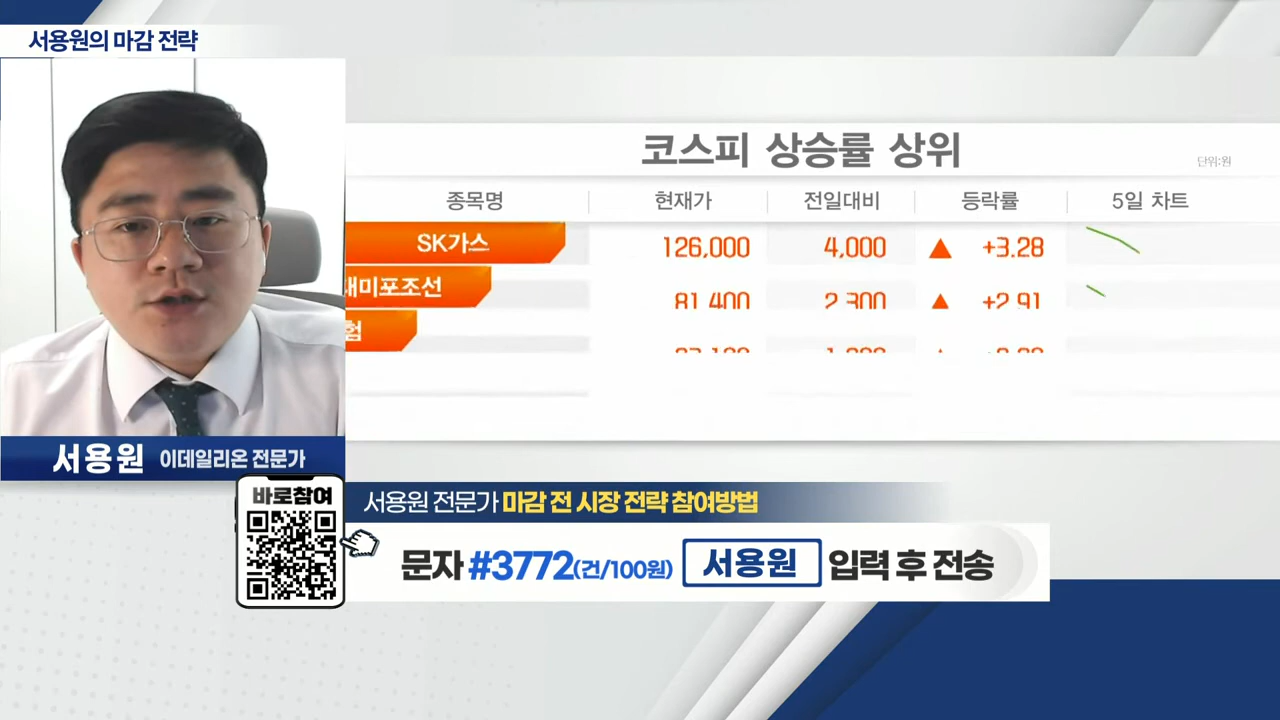 서용원의 마감 전략
코스피 상승률 상위
단위:원
종목명 현재가 전일대비 등락률 5일 차트
SK가스 126,000 4,000 ▲ +3.28
미포조선 81,400 2,300 ▲ +2.91
험
서용원 이데일리온 전문가
바로참여
서용원 전문가 마감 전 시장 전략 참여방법
문자 #3772(건/100원) 서용원 입력 후 전송